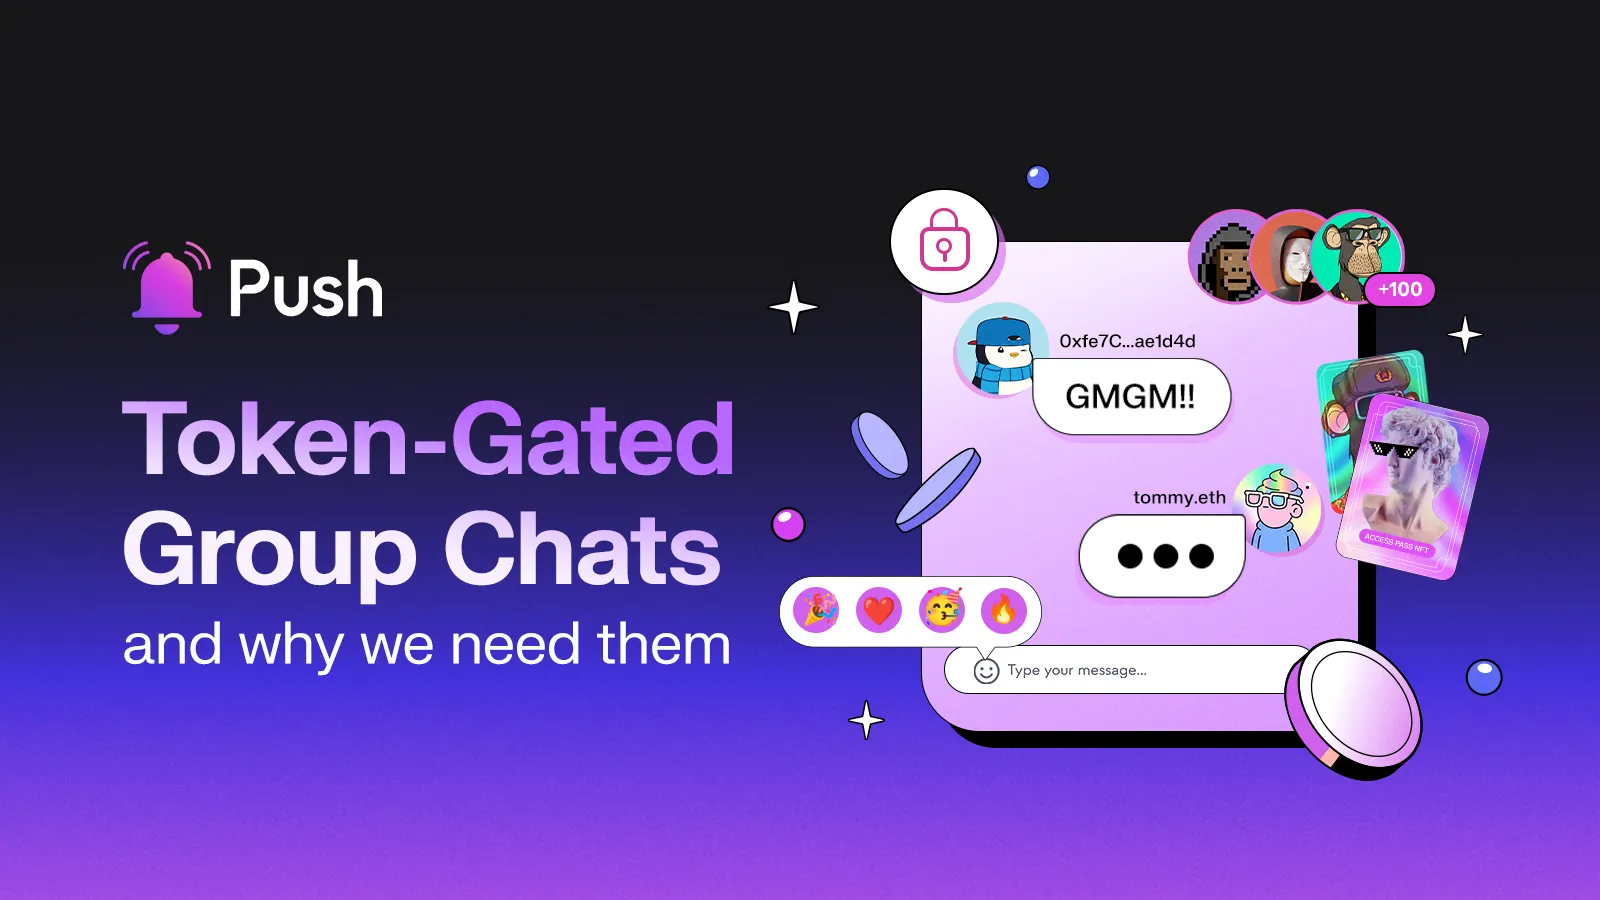 Push
Token-Gated
Group Chats
and why we need them
+100
0xfe7C...ae1d4d
GMGM!!
tommy.eth
ACCESS PASS NFT
Type your message...